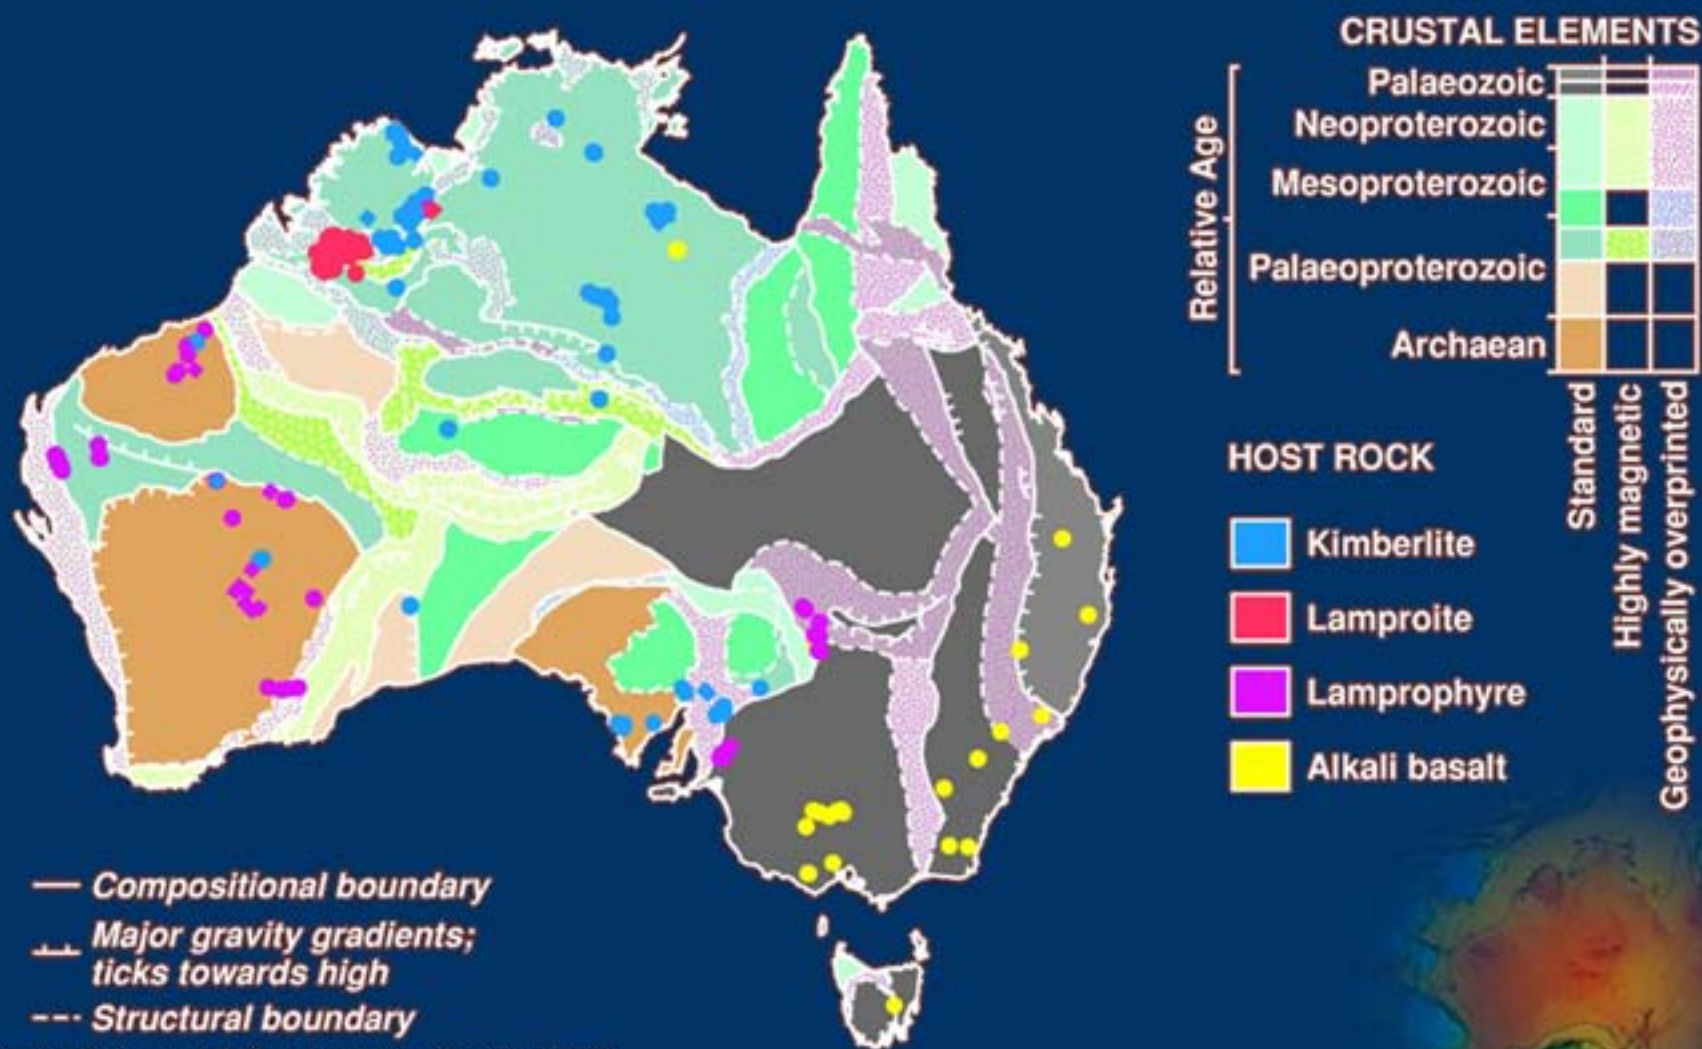 CRUSTAL ELEMENTS
Relative Age
Palaeozoic
Neoproterozoic
Mesoproterozoic
Palaeoproterozoic
Archaean
Standard
Highly magnetic
Geophysically overprinted
HOST ROCK
Kimberlite
Lamproite
Lamprophyre
Alkali basalt
Compositional boundary
Major gravity gradients;
ticks towards high
Structural boundary